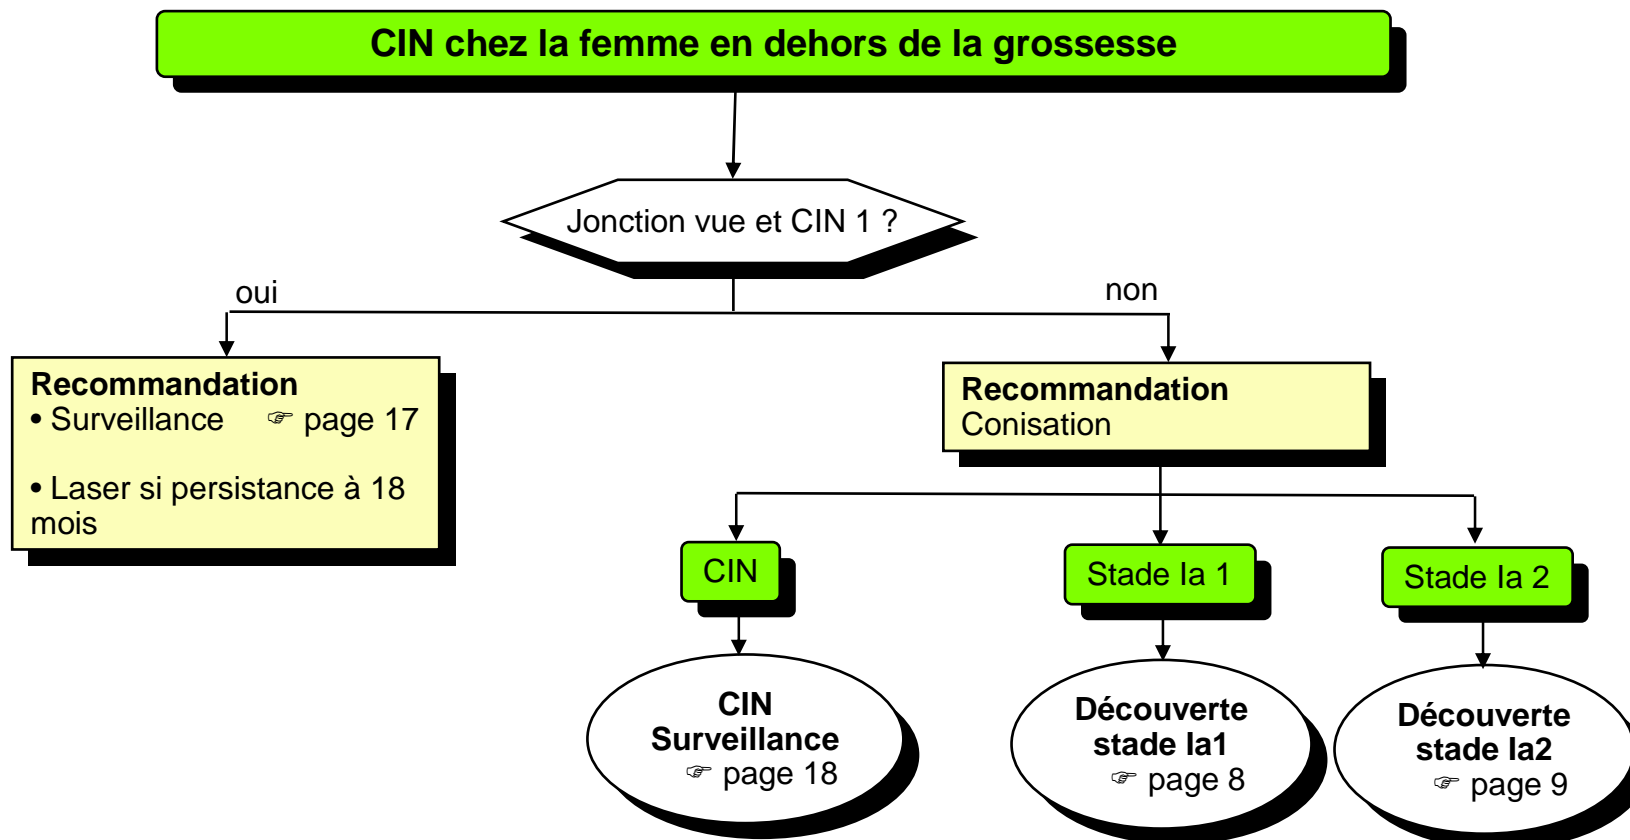 CIN chez la femme en dehors de la grossesse
Jonction vue et CIN 1 ?
oui
non
Recommandation
• Surveillance ☞ page 17
• Laser si persistance à 18
mois
Recommandation
Conisation
CIN
Stade Ia 1
Stade Ia 2
CIN
Surveillance
☞ page 18
Découverte
stade Ia1
☞ page 8
Découverte
stade Ia2
☞ page 9